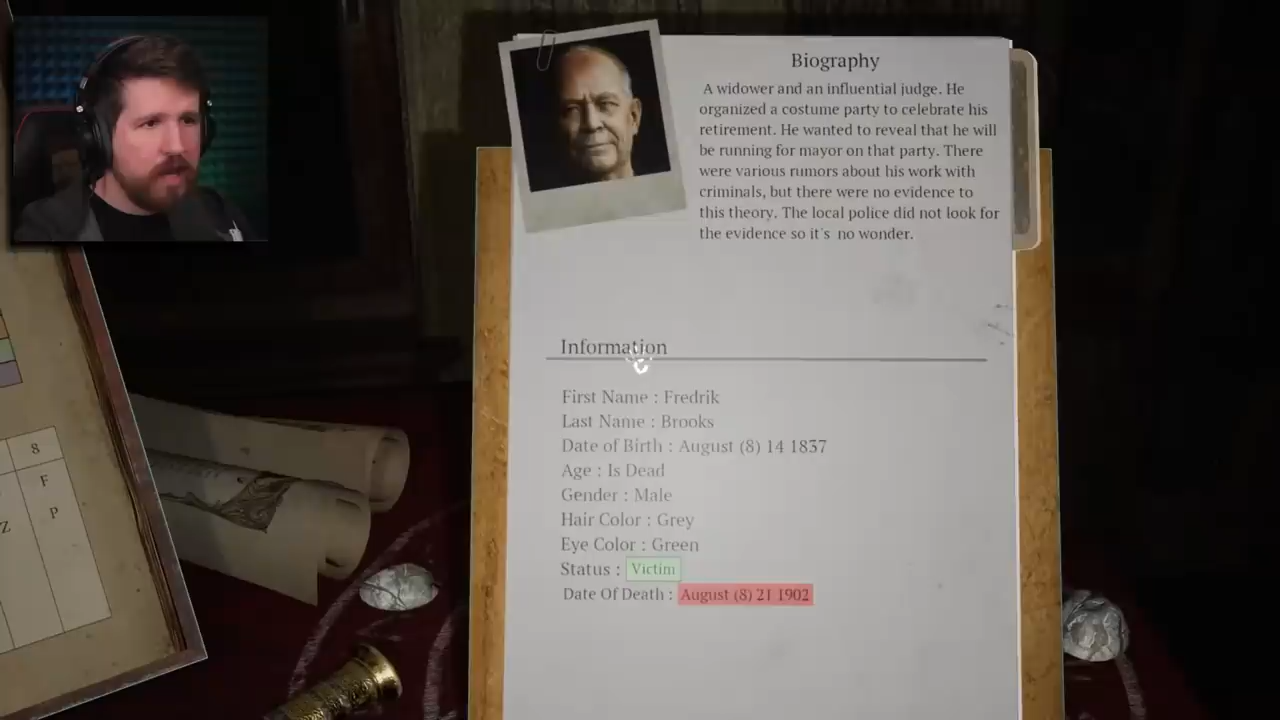 Biography
A widower and an influential judge. He
organized a costume party to celebrate his
retirement. He wanted to reveal that he will
be running for mayor on that party. There
were various rumors about his work with
criminals, but there were no evidence to
this theory. The local police did not look for
the evidence so it's no wonder.
Information
First Name : Fredrik
Last Name : Brooks
Date of Birth : August (8) 14 1837
Age : Is Dead
Gender : Male
Hair Color : Grey
Eye Color : Green
Status : Victim
Date Of Death : August (8) 21 1902
8
F
Z P